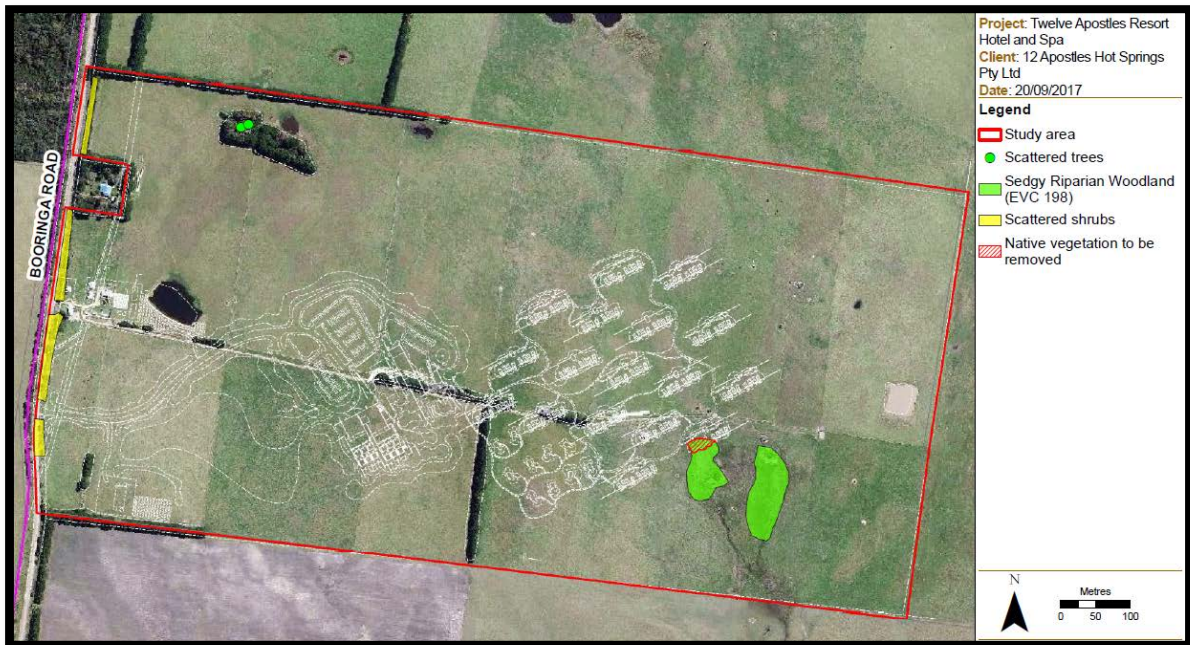 Project: Twelve Apostles Resort
Hotel and Spa
Client: 12 Apostles Hot Springs
Pty Ltd
Date: 20/09/2017
Legend
Study area
Scattered trees
Sedgy Riparian Woodland
(EVC 198)
Scattered shrubs
Native vegetation to be
removed
BOORINGA ROAD
N
Metres
0 50 100